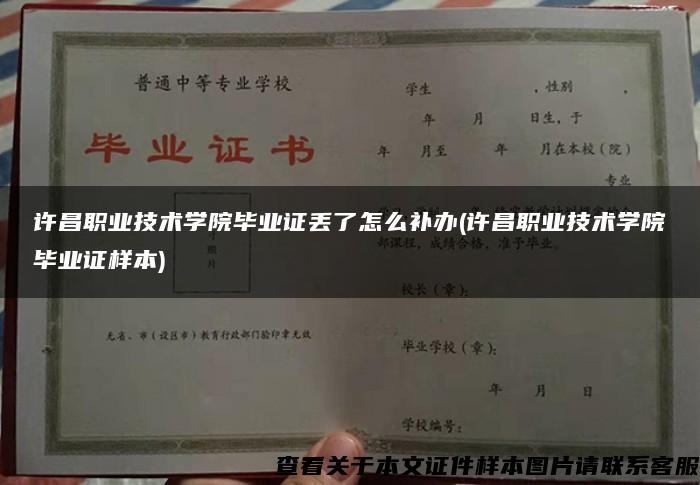 普通中等专业学校
毕业证书
照
片
无省、市(设区市)教育行政部门验印章无效
学生 ，性别 ，
年 月 日生，于
年 月至 年 月在本校(院)
专业
部课程，成绩合格，准予毕业。
校长(章)：
毕业学校(章)：
年 月 日
学校编号：
许昌职业技术学院毕业证丢了怎么补办(许昌职业技术学院
毕业证样本)
查看关于本文证件样本图片请联系客服